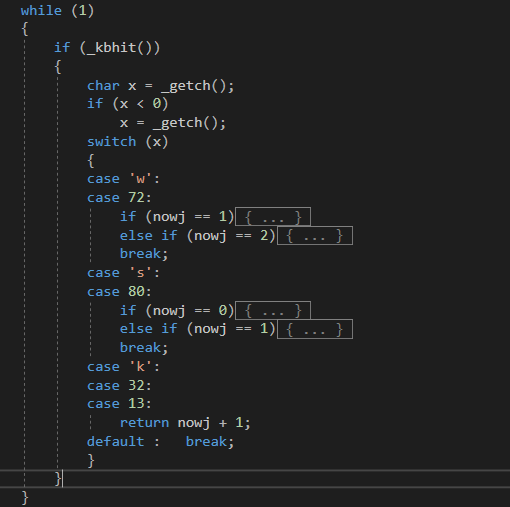 while (1)
{
if (_kbhit())
{
char x = _getch();
if (x < 0)
x = _getch();
switch (x)
{
case 'w':
case 72:
if (nowj == 1){ ... }
else if (nowj == 2){ ... }
break;
case 's':
case 80:
if (nowj == 0){ ... }
else if (nowj == 1){ ... }
break;
case 'k':
case 32:
case 13:
return nowj + 1;
default :   break;
}
}
}